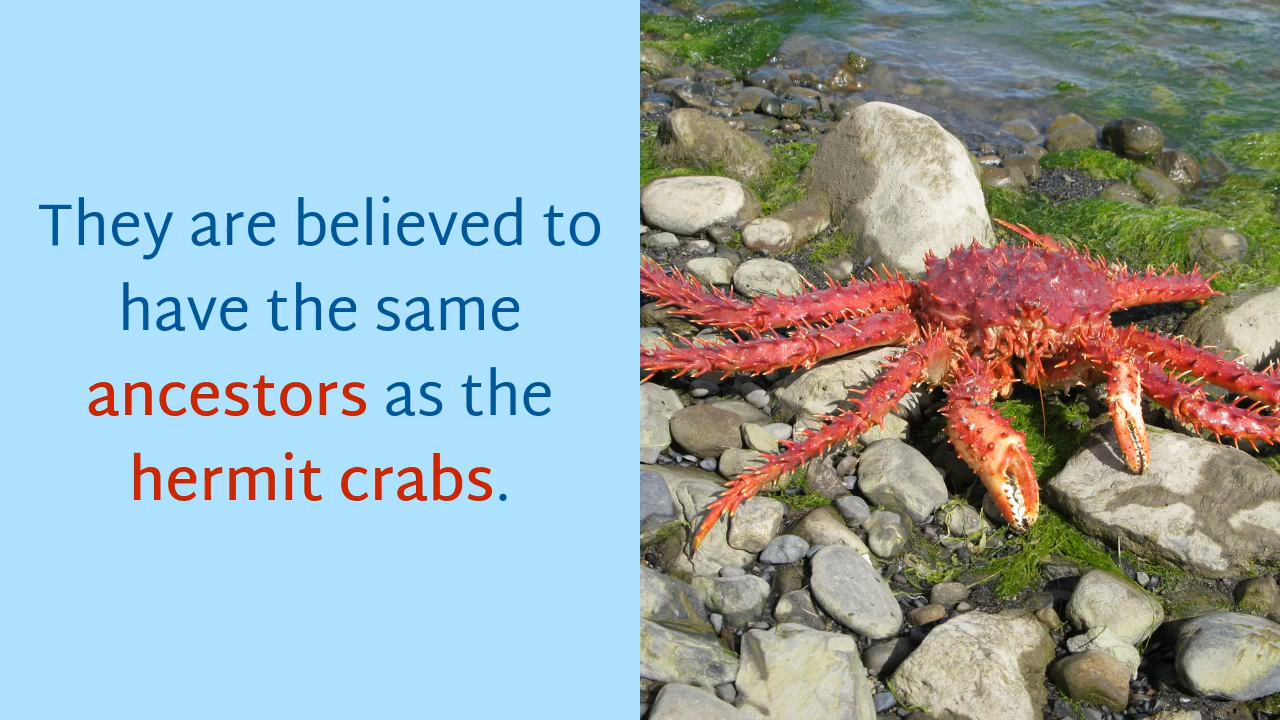 They are believed to
have the same
ancestors as the
hermit crabs.